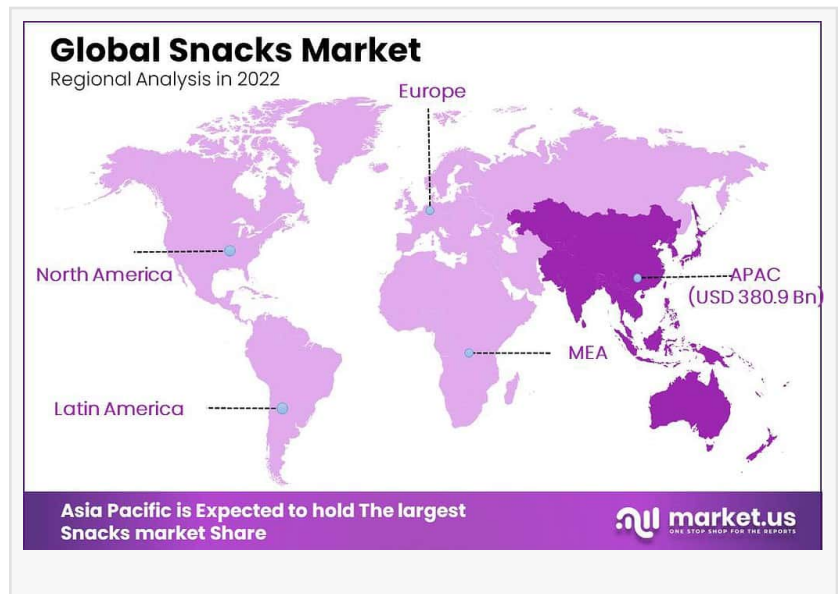 Global Snacks Market
Regional Analysis in 2022
Europe
North America
APAC
(USD 380.9 Bn)
MEA
Latin America
Asia Pacific is Expected to hold The largest
Snacks market Share
market.us
ONE STOP SHOP FOR THE REPORTS